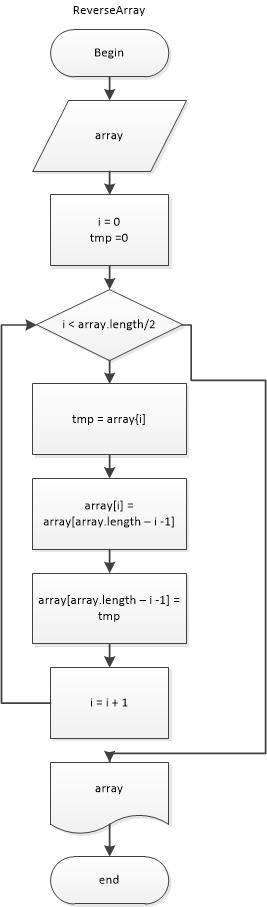 ReverseArray
Begin
array
i = 0
tmp =0
i < array.length/2
tmp = array{i]
array[i] =
array[array.length – i -1]
array[array.length – i -1] =
tmp
i = i + 1
array
end